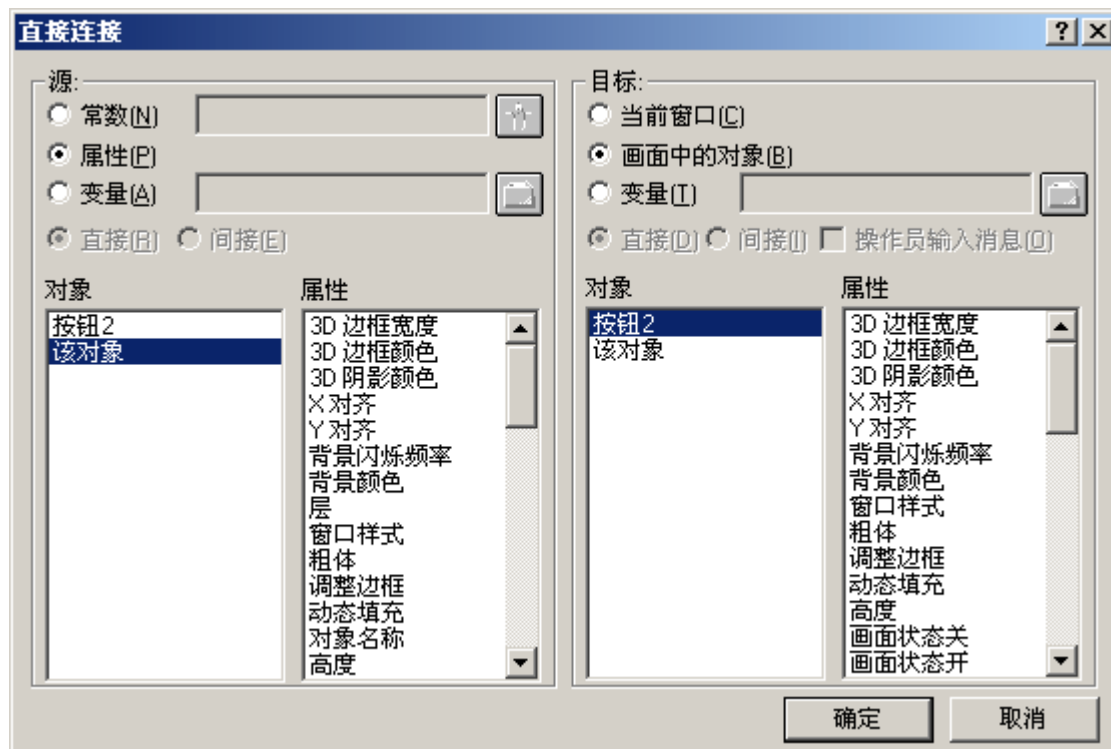 直接连接
源:
常数(N)
属性(P)
变量(A)
直接(R) 间接(E)
对象 属性
按钮2
该对象
3D 边框宽度
3D 边框颜色
3D 阴影颜色
X 对齐
Y 对齐
背景闪烁频率
背景颜色
层
窗口样式
粗体
调整边框
动态填充
对象名称
高度
目标:
当前窗口(C)
画面中的对象(B)
变量(T)
直接(D) 间接(I) 操作员输入消息(O)
对象 属性
按钮2
该对象
3D 边框宽度
3D 边框颜色
3D 阴影颜色
X 对齐
Y 对齐
背景闪烁频率
背景颜色
窗口样式
粗体
调整边框
动态填充
高度
画面状态关
画面状态开
确定 取消